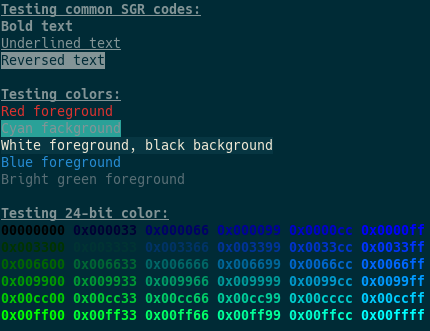 Testing common SGR codes:
Bold text
Underlined text
Reversed text
Testing colors:
Red foreground
Cyan fackground
White foreground, black background
Blue foreground
Bright green foreground
Testing 24-bit color:
00000000 0x000033 0x000066 0x000099 0x0000cc 0x0000ff
0x003300 0x003333 0x003366 0x003399 0x0033cc 0x0033ff
0x006600 0x006633 0x006666 0x006699 0x0066cc 0x0066ff
0x009900 0x009933 0x009966 0x009999 0x0099cc 0x0099ff
0x00cc00 0x00cc33 0x00cc66 0x00cc99 0x00cccc 0x00ccff
0x00ff00 0x00ff33 0x00ff66 0x00ff99 0x00ffcc 0x00ffff